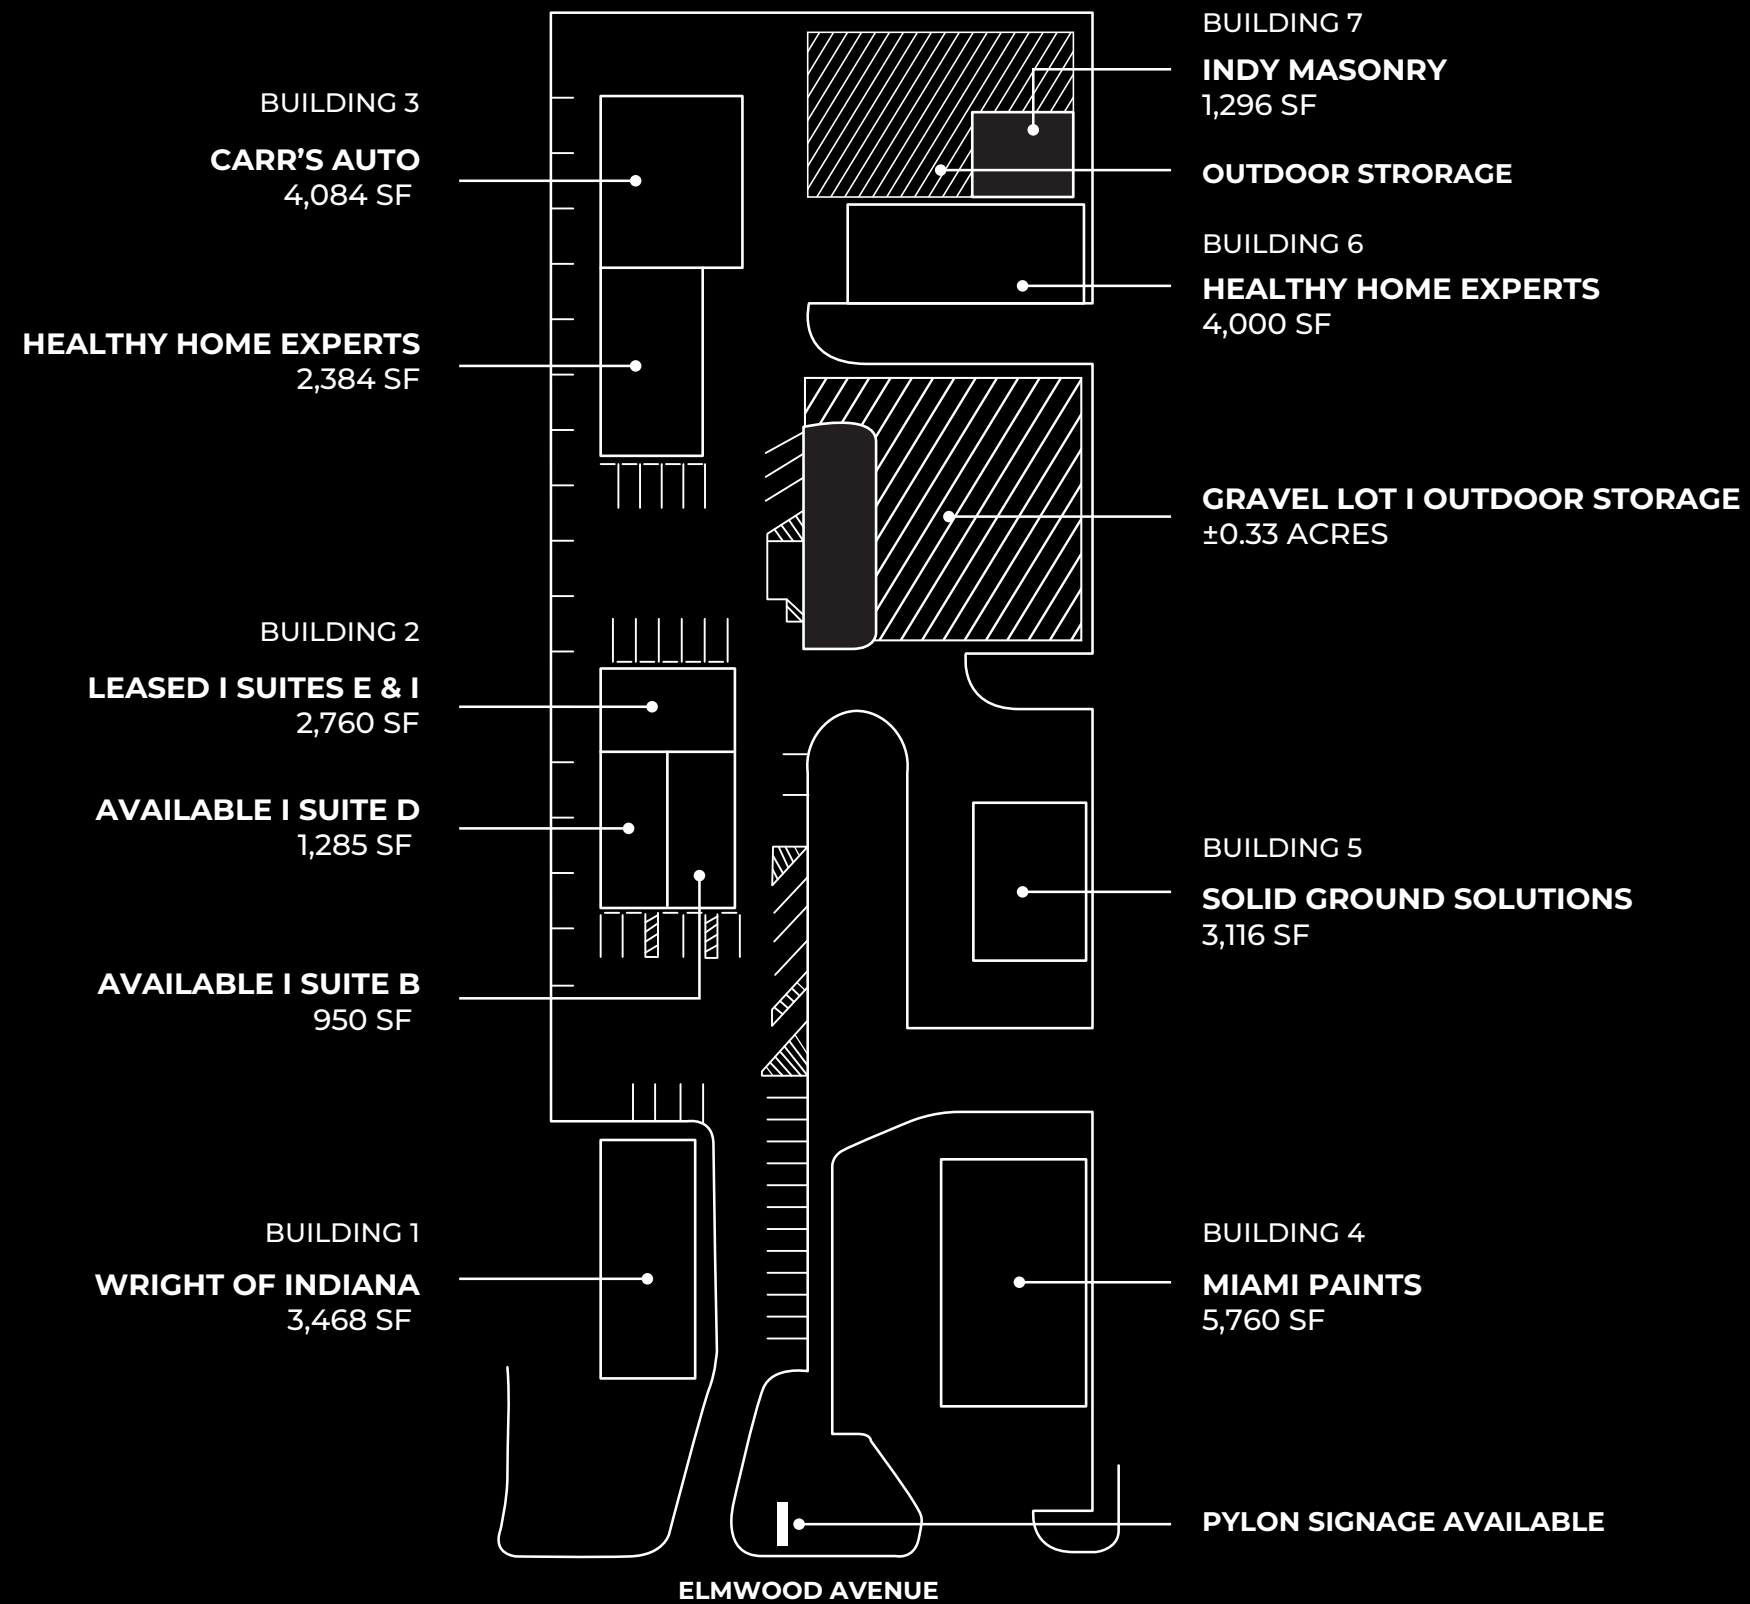 BUILDING 3
CARR’S AUTO
4,084 SF
HEALTHY HOME EXPERTS
2,384 SF
BUILDING 2
LEASED I SUITES E & I
2,760 SF
AVAILABLE I SUITE D
1,285 SF
AVAILABLE I SUITE B
950 SF
BUILDING 1
WRIGHT OF INDIANA
3,468 SF
BUILDING 7
INDY MASONRY
1,296 SF
OUTDOOR STRORAGE
BUILDING 6
HEALTHY HOME EXPERTS
4,000 SF
GRAVEL LOT I OUTDOOR STORAGE
±0.33 ACRES
BUILDING 5
SOLID GROUND SOLUTIONS
3,116 SF
BUILDING 4
MIAMI PAINTS
5,760 SF
PYLON SIGNAGE AVAILABLE
ELMWOOD AVENUE